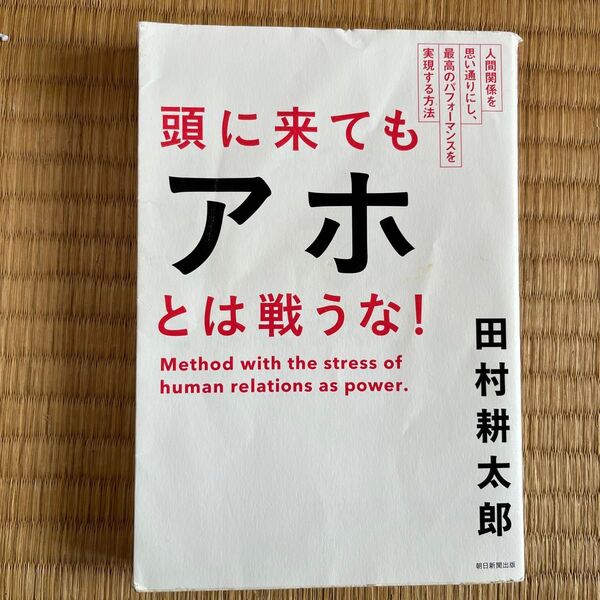 人間関係を
思い通りにし、
最高のパフォーマンスを
実現する方法
頭に来ても
アホ
とは戦うな！
Method with the stress of
human relations as power.
田村耕太郎
朝日新聞出版